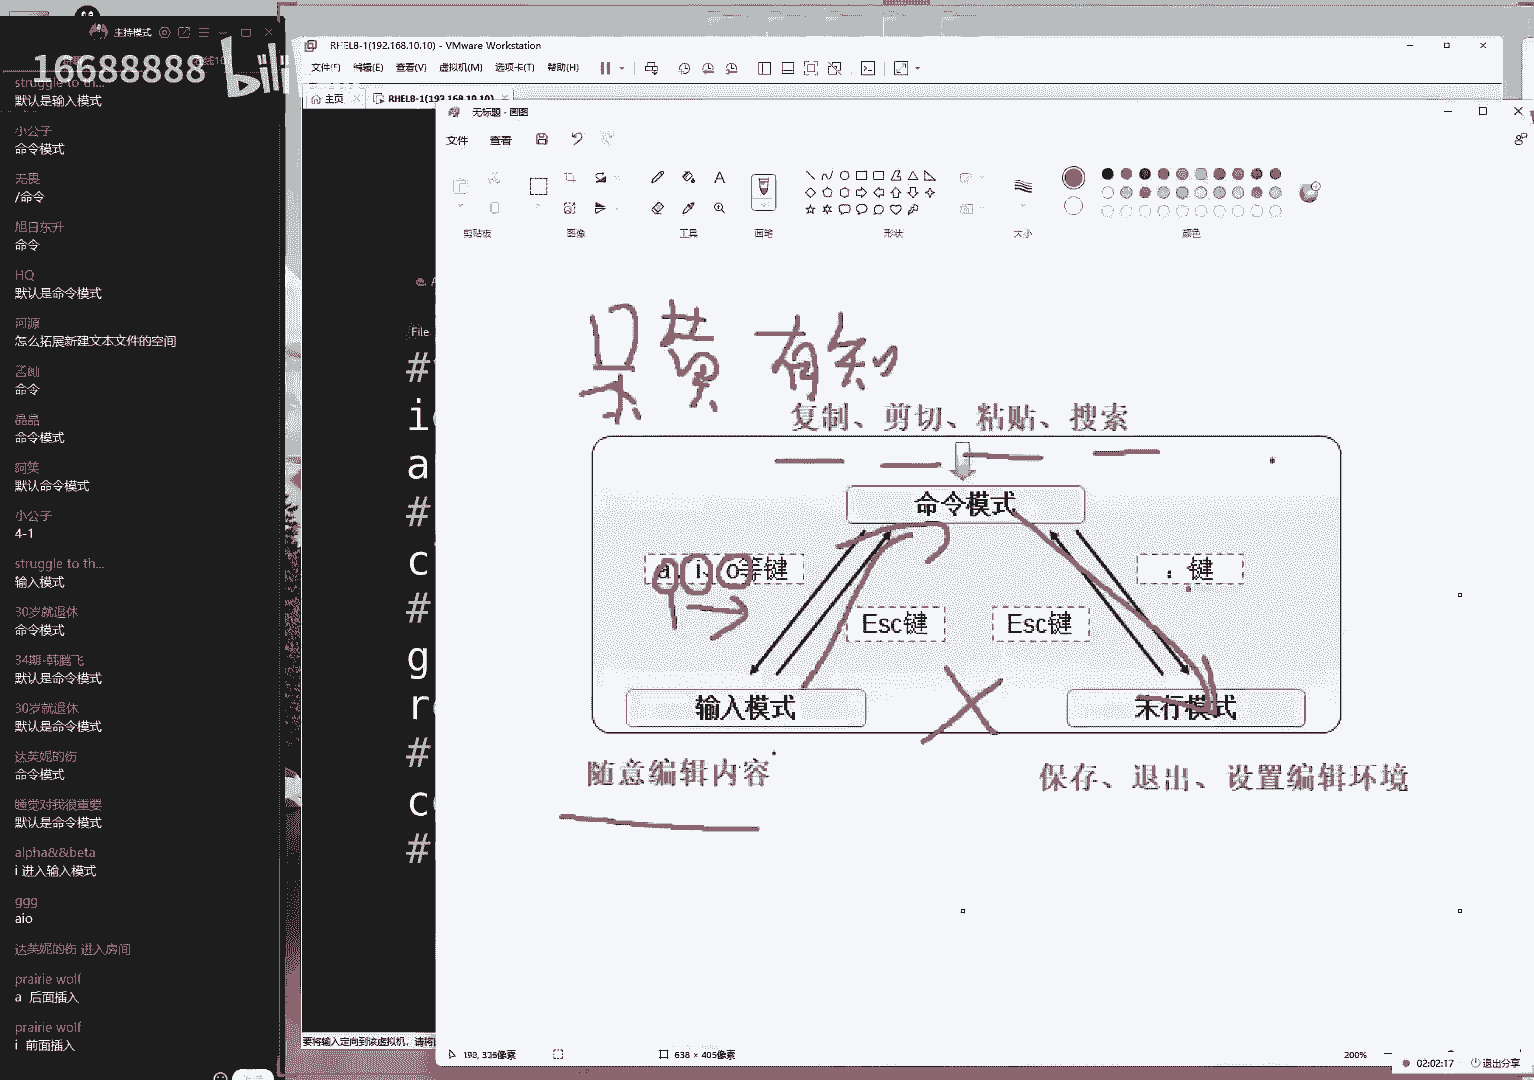 主持模式
16688888
bili
struggle to th...
默认是输入模式
小公子
命令模式
无畏
/命令
旭日东升
命令
HQ
默认是命令模式
河源
怎么拓展新建文本文件的空间
命令
晶晶
命令模式
阿笑
默认命令模式
小公子
4-1
struggle to th...
输入模式
30岁就退休
命令模式
34期-韩腾飞
默认是命令模式
30岁就退休
默认是命令模式
达芙妮的伤
命令模式
睡觉对我很重要
默认是命令模式
alpha&&beta
i 进入输入模式
ggg
aio
达芙妮的伤 进入房间
prairie wolf
a 后面插入
prairie wolf
i 前面插入
RHEL8-1(192.168.10.10) - VMware Workstation
文件(F) 编辑(E) 查看(V) 虚拟机(M) 选项卡(T) 帮助(H)
主页 RHEL8-1(192.168.10.10)
File
#
i
a
#
c
#
g
r
#
c
#
要将输入定向到该虚拟机，请将
无标题 - 画图
文件 查看
剪贴板 图像 工具 画笔 形状 大小 颜色
黄 有知
复制、剪切、粘贴、搜索
命令模式
a、i、o等键
：键
Esc键 Esc键
输入模式 末行模式
随意编辑内容 保存、退出、设置编辑环境
638 × 405像素 200%
02:02:17 退出分享